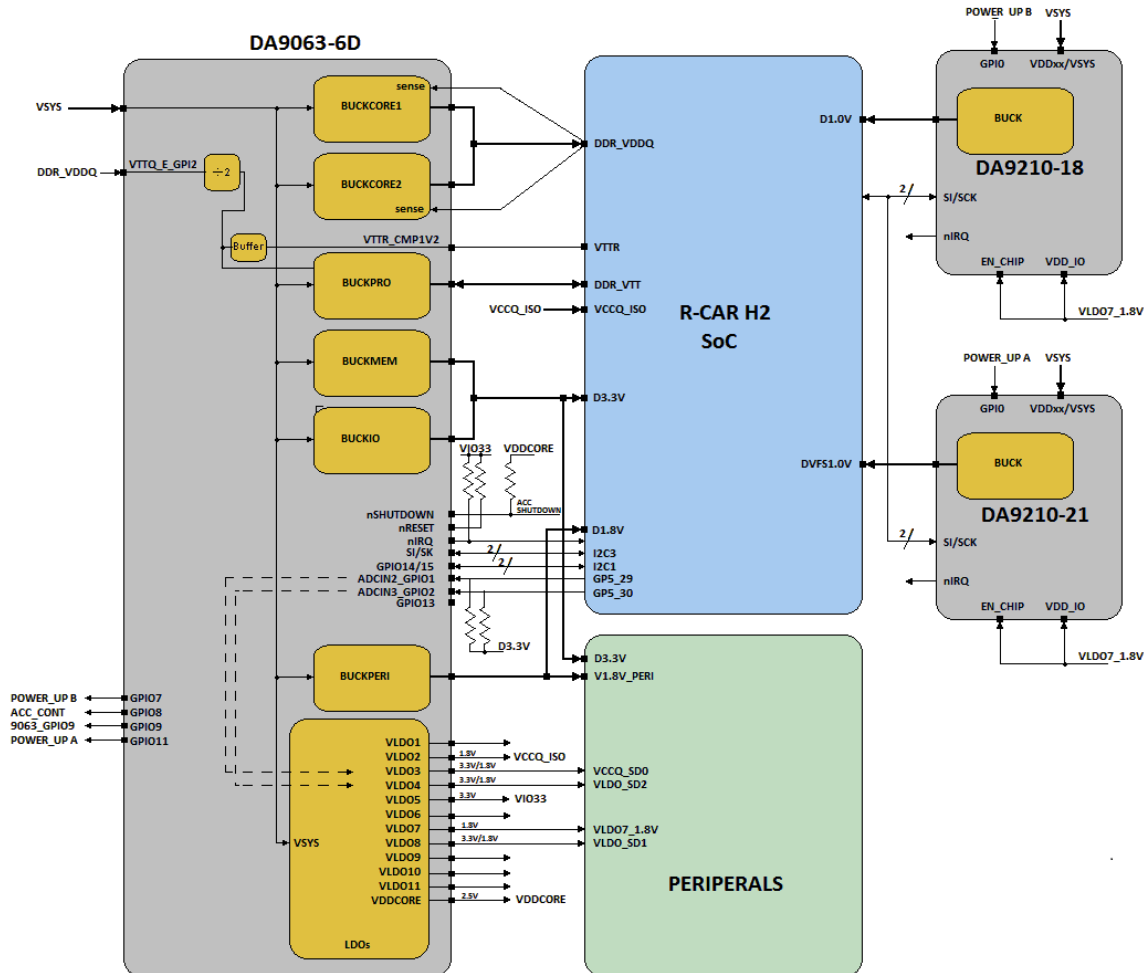 POWER_UP B
VSYS
DA9063-6D
GPI0
VDDxx/VSYS
sense
VSYS
BUCKCORE1
BUCK
D1.0V
DA9210-18
DDR_VDDQ
VTTQ_E_GPI2
÷2
DDR_VDDQ
BUCKCORE2
sense
2/
SI/SCK
nIRQ
Buffer
VTTR_CMP1V2
VTTR
EN_CHIP
VDD_IO
BUCKPRO
DDR_VTT
VCCQ_ISO
VCCQ_ISO
R-CAR H2
SoC
VLDO7_1.8V
BUCKMEM
POWER_UP A
VSYS
D3.3V
GPI0
VDDxx/VSYS
BUCKIO
VIO33
VDDCORE
DVFS1.0V
BUCK
DA9210-21
nSHUTDOWN
ACC
SHUTDOWN
nRESET
D1.8V
nIRQ
SI/SK
2/
I2C3
2/
SI/SCK
GPIO14/15
2/
I2C1
ADCIN2_GPIO1
GP5_29
ADCIN3_GPIO2
GP5_30
nIRQ
GPIO13
EN_CHIP
VDD_IO
D3.3V
D3.3V
VLDO7_1.8V
BUCKPERI
V1.8V_PERI
POWER_UP B
GPIO7
ACC_CONT
GPIO8
9063_GPIO9
GPIO9
POWER_UP A
GPIO11
VLDO1
VLDO2
1.8V
VCCQ_ISO
VLDO3
3.3V/1.8V
VCCQ_SD0
VLDO4
3.3V/1.8V
VLDO_SD2
VLDO5
3.3V
VIO33
VLDO6
VLDO7
1.8V
VLDO7_1.8V
VSYS
VLDO8
3.3V/1.8V
VLDO_SD1
VLDO9
VLDO10
VLDO11
PERIPERALS
VDDCORE
2.5V
VDDCORE
LDOs